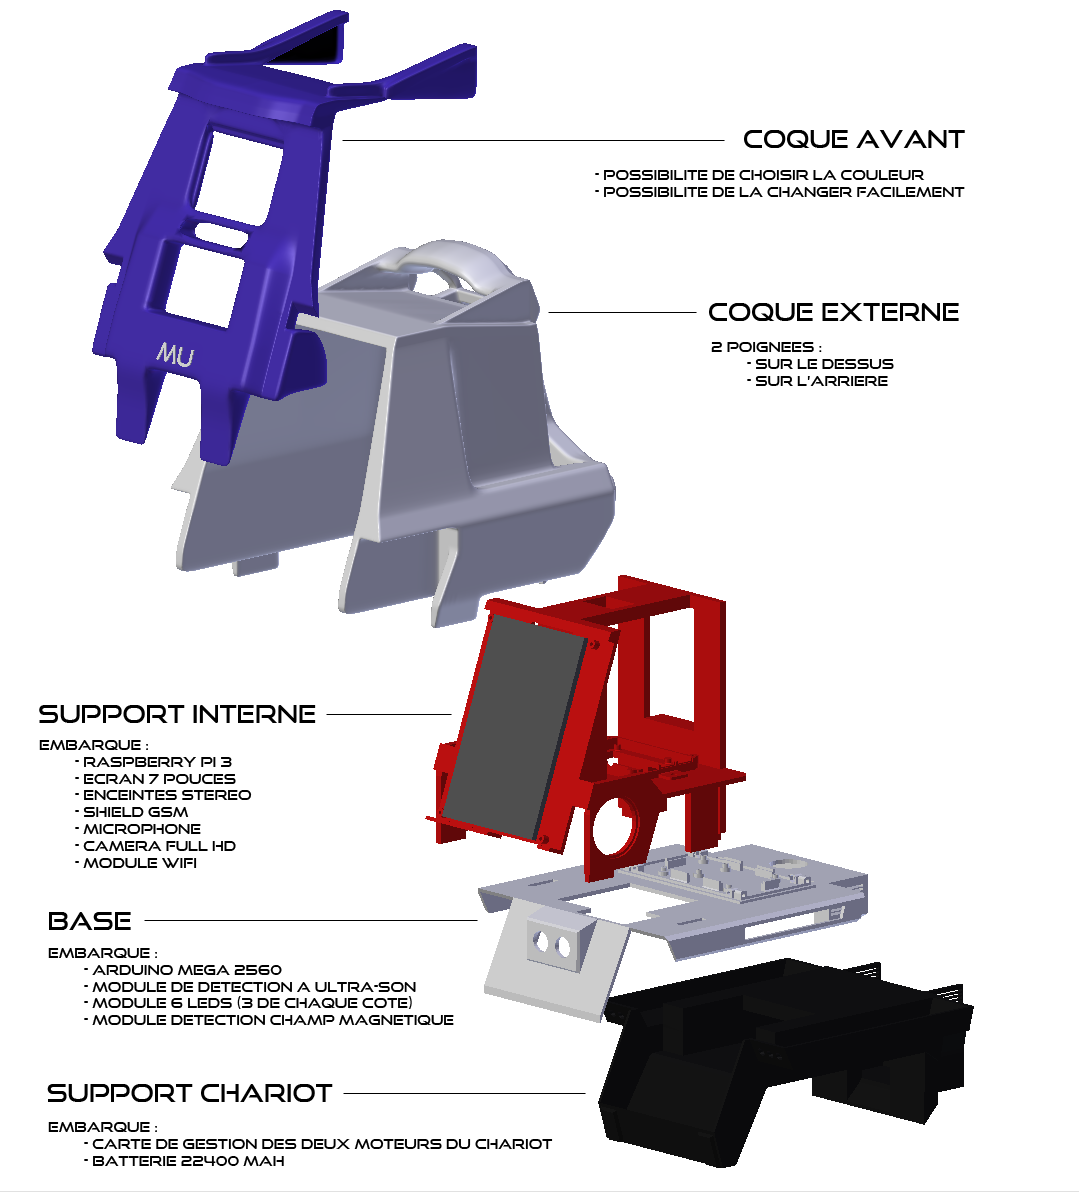 COQUE AVANT
- POSSIBILITE DE CHOISIR LA COULEUR
- POSSIBILITE DE LA CHANGER FACILEMENT
COQUE EXTERNE
2 POIGNEES :
- SUR LE DESSUS
- SUR L'ARRIERE
MU
SUPPORT INTERNE
EMBARQUE :
- RASPBERRY PI 3
- ECRAN 7 POUCES
- ENCEINTES STEREO
- SHIELD GSM
- MICROPHONE
- CAMERA FULL HD
- MODULE WIFI
BASE
EMBARQUE :
- ARDUINO MEGA 2560
- MODULE DE DETECTION A ULTRA-SON
- MODULE 6 LEDS (3 DE CHAQUE COTE)
- MODULE DETECTION CHAMP MAGNETIQUE
SUPPORT CHARIOT
EMBARQUE :
- CARTE DE GESTION DES DEUX MOTEURS DU CHARIOT
- BATTERIE 22400 MAH